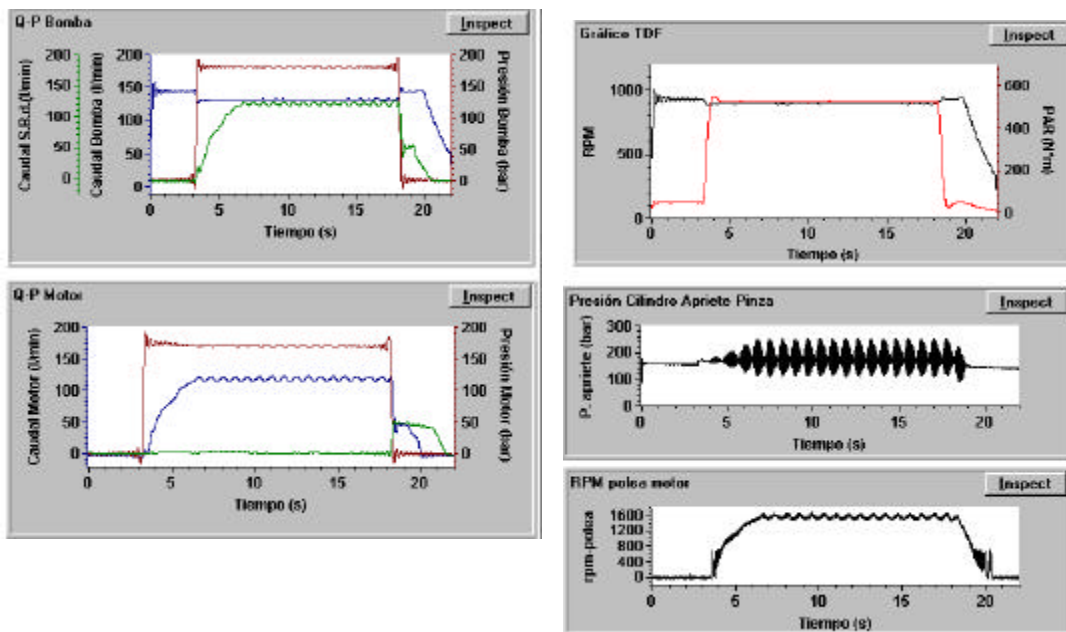 Q-P Bomba
Inspect
Caudal S.B.d.(l/min)
Caudal Bomba (l/min)
Presión Bomba (bar)
200
150
100
50
0
200
150
100
50
0
200
150
100
50
0
0 5 10 15 20
Tiempo (s)
Q-P Motor
Inspect
Caudal Motor (l/min)
Presión Motor (bar)
200
150
100
50
0
200
150
100
50
0
0 5 10 15 20
Tiempo (s)
Gráfico TDF
Inspect
RPM
PAR (N*m)
1000
500
0
600
400
200
0
0 5 10 15 20
Tiempo (s)
Presión Cilindro Apriete Pinza
Inspect
P. apriete (bar)
300
200
100
0
0 5 10 15 20
Tiempo (s)
RPM polea motor
Inspect
rpm-polea
1600
1200
800
400
0
0 5 10 15 20
Tiempo (s)